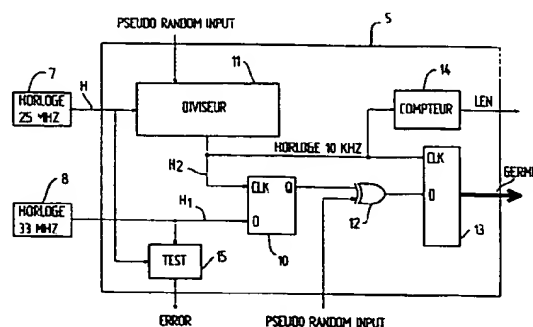 PSEUDO RANDOM INPUT
5
7
H
11
14
HORLOGE
25 MHZ
DIVISEUR
COMPTEUR
LEN
HORLOGE 10 KHZ
8
H2
CLK
Q
CLK
GERME
HORLOGE
33 MHZ
H1
D
12
D
TEST
15
10
13
ERROR
PSEUDO RANDOM INPUT